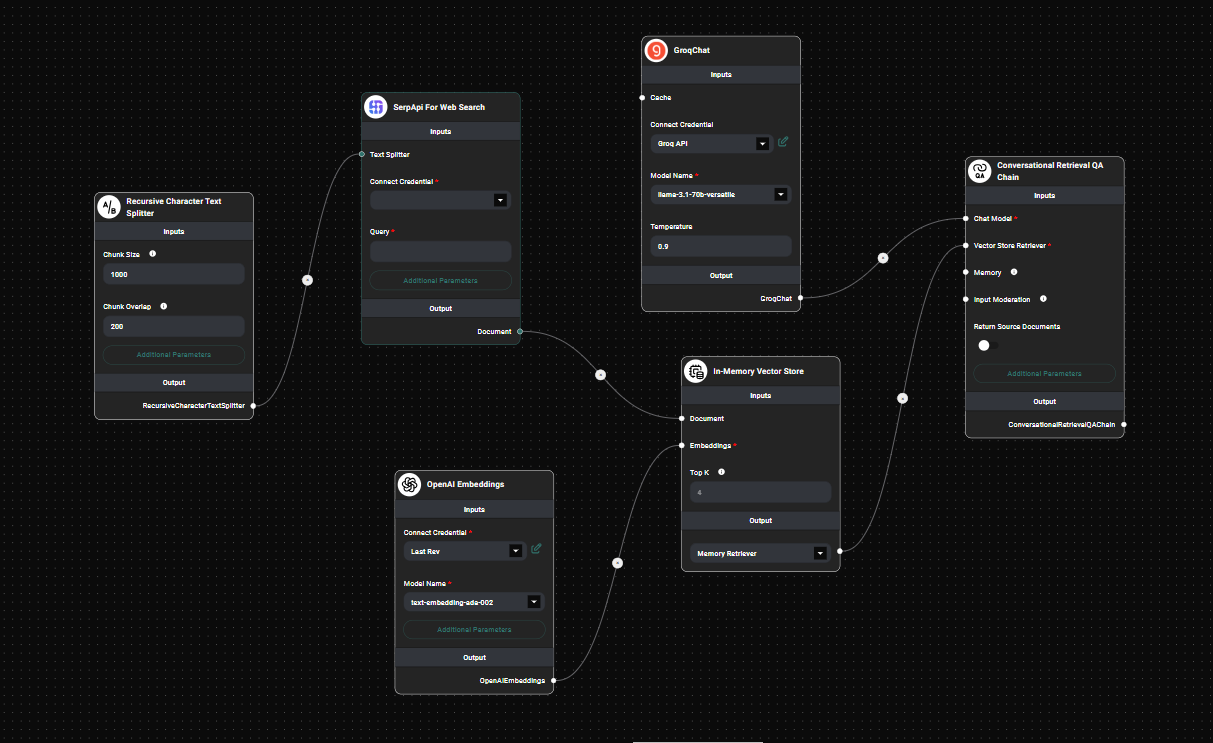 Recursive Character Text
Splitter
Inputs
Chunk Size
1000
Chunk Overlap
200
Additional Parameters
Output
RecursiveCharacterTextSplitter
SerpApi For Web Search
Inputs
Text Splitter
Connect Credential *
Query *
Additional Parameters
Output
Document
OpenAI Embeddings
Inputs
Connect Credential *
Last Rev
Model Name *
text-embedding-ada-002
Additional Parameters
Output
OpenAIEmbeddings
GroqChat
Inputs
Cache
Connect Credential
Groq API
Model Name *
llama-3.1-70b-versatile
Temperature
0.9
Output
GroqChat
In-Memory Vector Store
Inputs
Document
Embeddings *
Top K
4
Output
Memory Retriever
QA
Conversational Retrieval QA
Chain
Inputs
Chat Model *
Vector Store Retriever *
Memory
Input Moderation
Return Source Documents
Additional Parameters
Output
ConversationalRetrievalQAChain